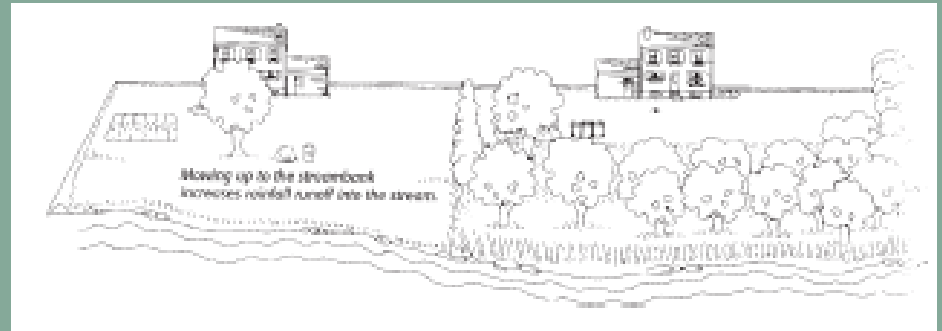 Mowing up to the streambank
increases rainfall runoff into the stream.